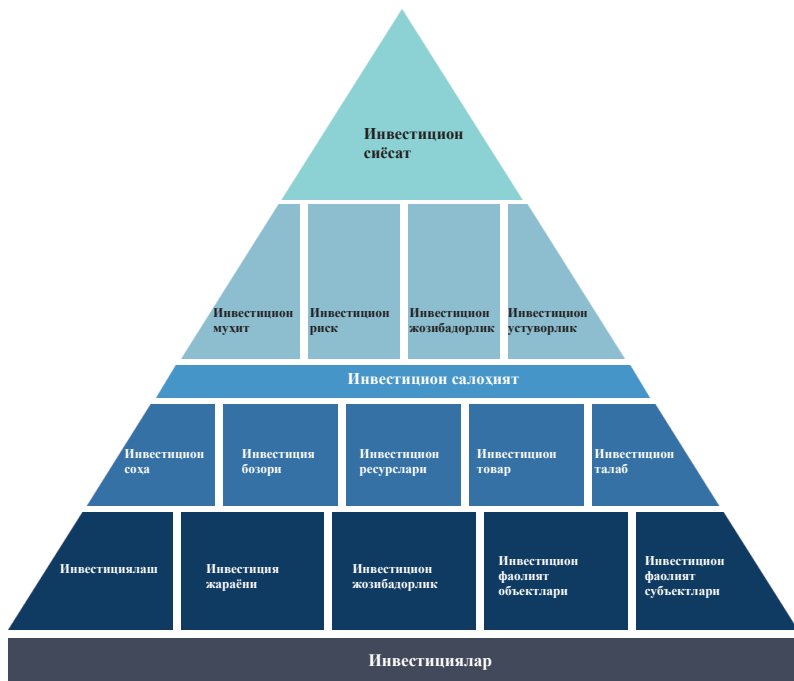 Инвестицион
сиёсат
Инвестицион
муҳит
Инвестицион
риск
Инвестицион
жозибадорлик
Инвестицион
устуворлик
Инвестицион салоҳият
Инвестицион
соҳа
Инвестиция
бозори
Инвестицион
ресурслари
Инвестицион
товар
Инвестицион
талаб
Инвестициялаш
Инвестиция
жараёни
Инвестицион
жозибадорлик
Инвестицион
фаолият
объектлари
Инвестицион
фаолият
субъектлари
Инвестициялар